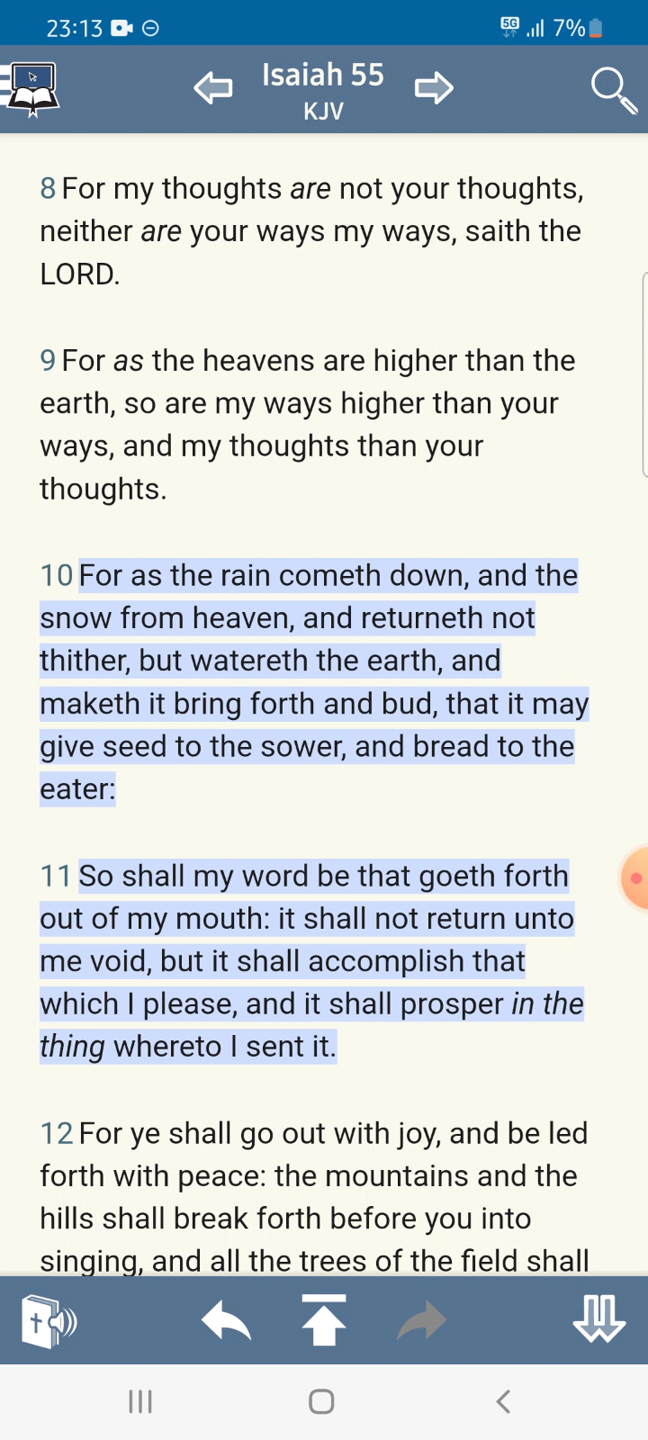 23:13
5G
7%
Isaiah 55
KJV
8 For my thoughts are not your thoughts,
neither are your ways my ways, saith the
LORD.
9 For as the heavens are higher than the
earth, so are my ways higher than your
ways, and my thoughts than your
thoughts.
10 For as the rain cometh down, and the
snow from heaven, and returneth not
thither, but watereth the earth, and
maketh it bring forth and bud, that it may
give seed to the sower, and bread to the
eater:
11 So shall my word be that goeth forth
out of my mouth: it shall not return unto
me void, but it shall accomplish that
which I please, and it shall prosper in the
thing whereto I sent it.
12 For ye shall go out with joy, and be led
forth with peace: the mountains and the
hills shall break forth before you into
singing, and all the trees of the field shall